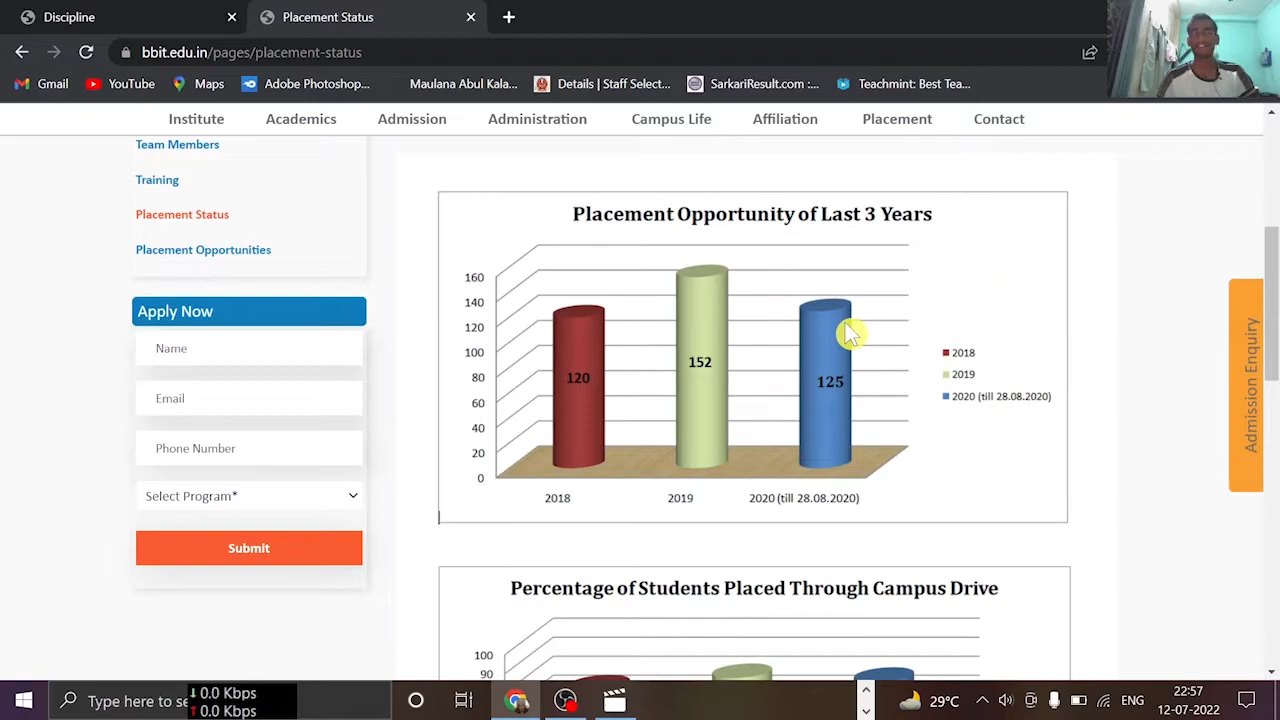 Discipline
Placement Status
bbit.edu.in/pages/placement-status
Gmail
YouTube
Maps
Adobe Photoshop...
Maulana Abul Kala...
Details | Staff Select...
SarkariResult.com :...
Teachmint: Best Tea...
Institute
Academics
Admission
Administration
Campus Life
Affiliation
Placement
Contact
Team Members
Training
Placement Status
Placement Opportunities
Apply Now
Name
Email
Phone Number
Select Program*
Submit
Placement Opportunity of Last 3 Years
160
140
120
100
80
60
40
20
0
120
152
125
2018
2019
2020 (till 28.08.2020)
2018
2019
2020 (till 28.08.2020)
Admission Enquiry
Percentage of Students Placed Through Campus Drive
100
90
Type here to se
↓ 0.0 Kbps
↑ 0.0 Kbps
29°C
ENG
22:57
12-07-2022